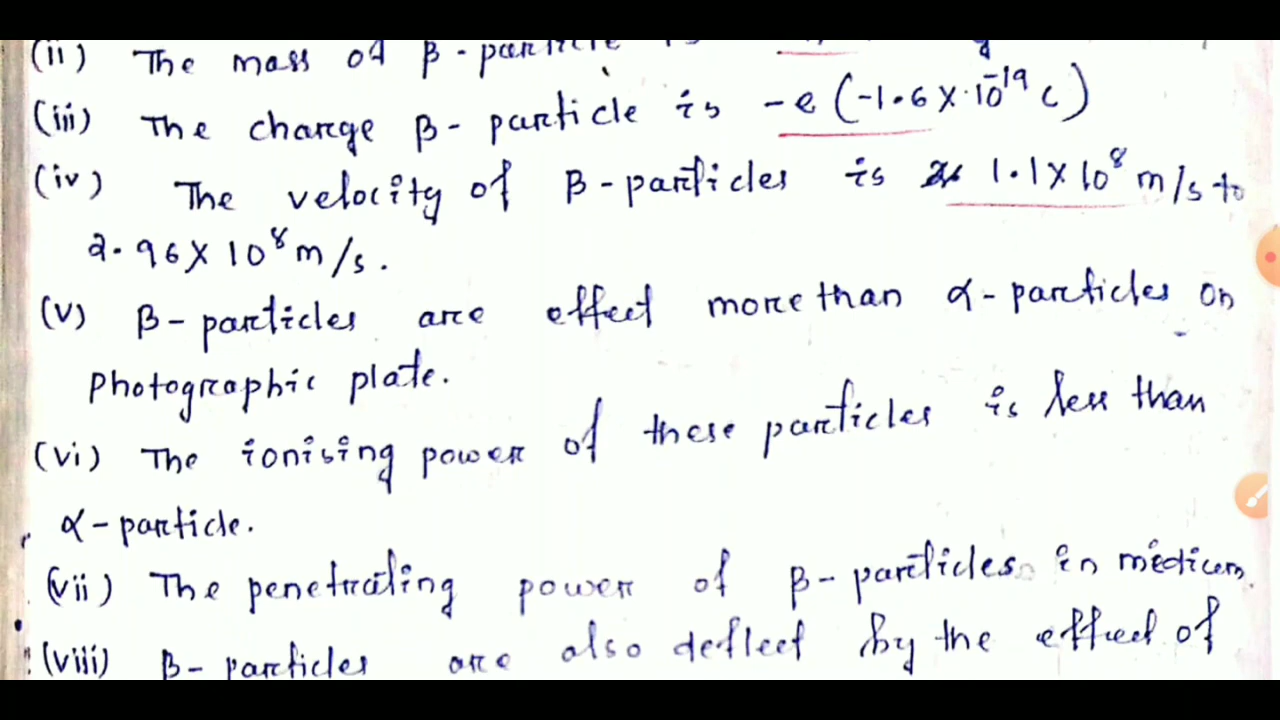 (ii) The mass of β-particle is
(iii) The charge β-particle is -e (-1.6 X 10⁻¹⁹ C)
(iv) The velocity of β-particles is 1.1 X 10⁸ m/s to
2.96 X 10⁸ m/s.
(v) β-particles are effect more than α-particles on
photographic plate.
(vi) The ionising power of these particles is less than
α-particle.
(vii) The penetrating power of β-particles in medium.
(viii) β-particles are also deflect by the effect of